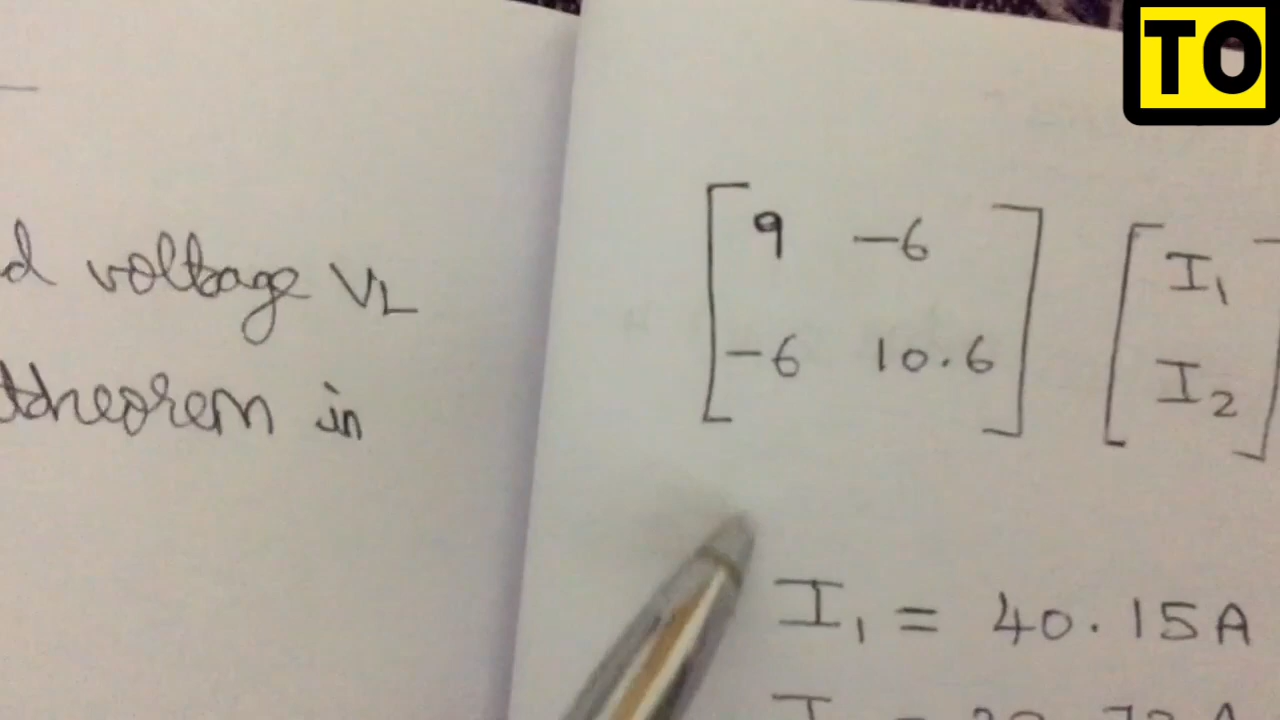 TO
voltage VL
theorem in
9 -6
-6 10.6
I1
I2
I1 = 40.15A